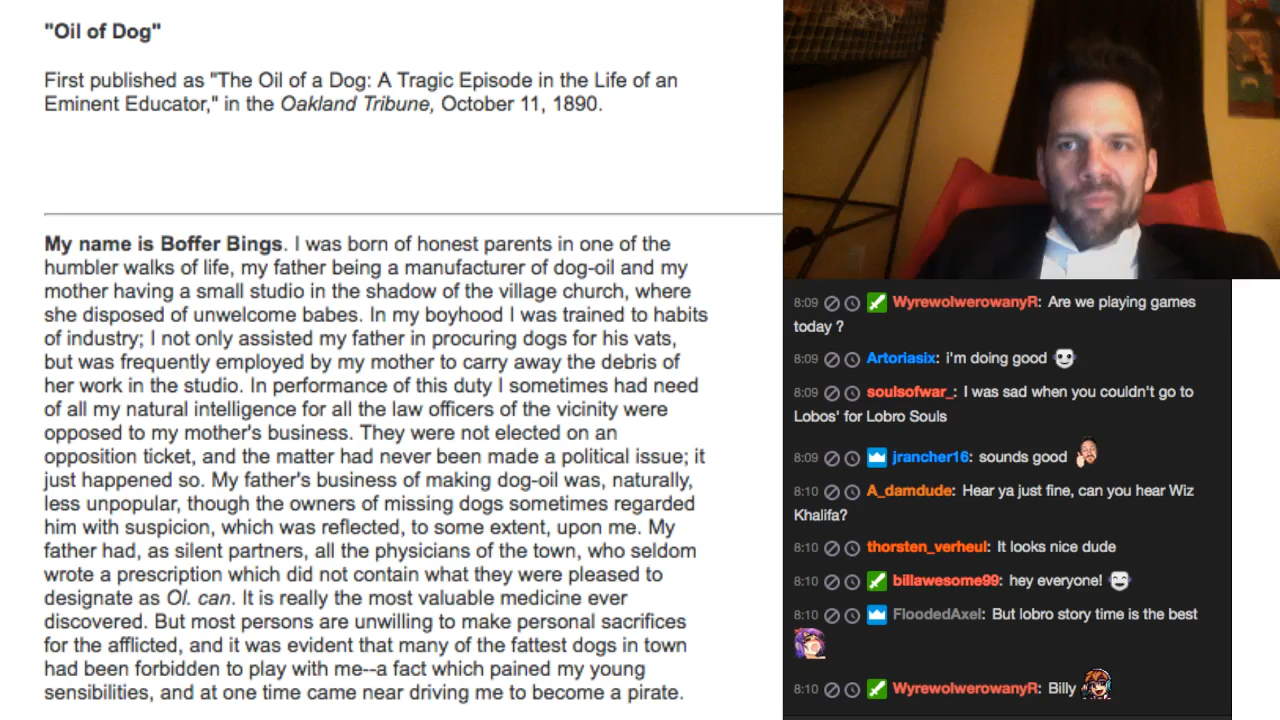 "Oil of Dog"
First published as "The Oil of a Dog: A Tragic Episode in the Life of an
Eminent Educator," in the Oakland Tribune, October 11, 1890.
My name is Boffer Bings. I was born of honest parents in one of the
humbler walks of life, my father being a manufacturer of dog-oil and my
mother having a small studio in the shadow of the village church, where
she disposed of unwelcome babes. In my boyhood I was trained to habits
of industry; I not only assisted my father in procuring dogs for his vats,
but was frequently employed by my mother to carry away the debris of
her work in the studio. In performance of this duty I sometimes had need
of all my natural intelligence for all the law officers of the vicinity were
opposed to my mother's business. They were not elected on an
opposition ticket, and the matter had never been made a political issue; it
just happened so. My father's business of making dog-oil was, naturally,
less unpopular, though the owners of missing dogs sometimes regarded
him with suspicion, which was reflected, to some extent, upon me. My
father had, as silent partners, all the physicians of the town, who seldom
wrote a prescription which did not contain what they were pleased to
designate as Ol. can. It is really the most valuable medicine ever
discovered. But most persons are unwilling to make personal sacrifices
for the afflicted, and it was evident that many of the fattest dogs in town
had been forbidden to play with me--a fact which pained my young
sensibilities, and at one time came near driving me to become a pirate.
8:09 WyrewolwerowanyR: Are we playing games
today ?
8:09 Artoriasix: i'm doing good
8:09 soulsofwar_: I was sad when you couldn't go to
Lobos' for Lobro Souls
8:09 jrancher16: sounds good
8:10 A_damdude: Hear ya just fine, can you hear Wiz
Khalifa?
8:10 thorsten_verheul: It looks nice dude
8:10 billawesome99: hey everyone!
8:10 FloodedAxel: But lobro story time is the best
8:10 WyrewolwerowanyR: Billy